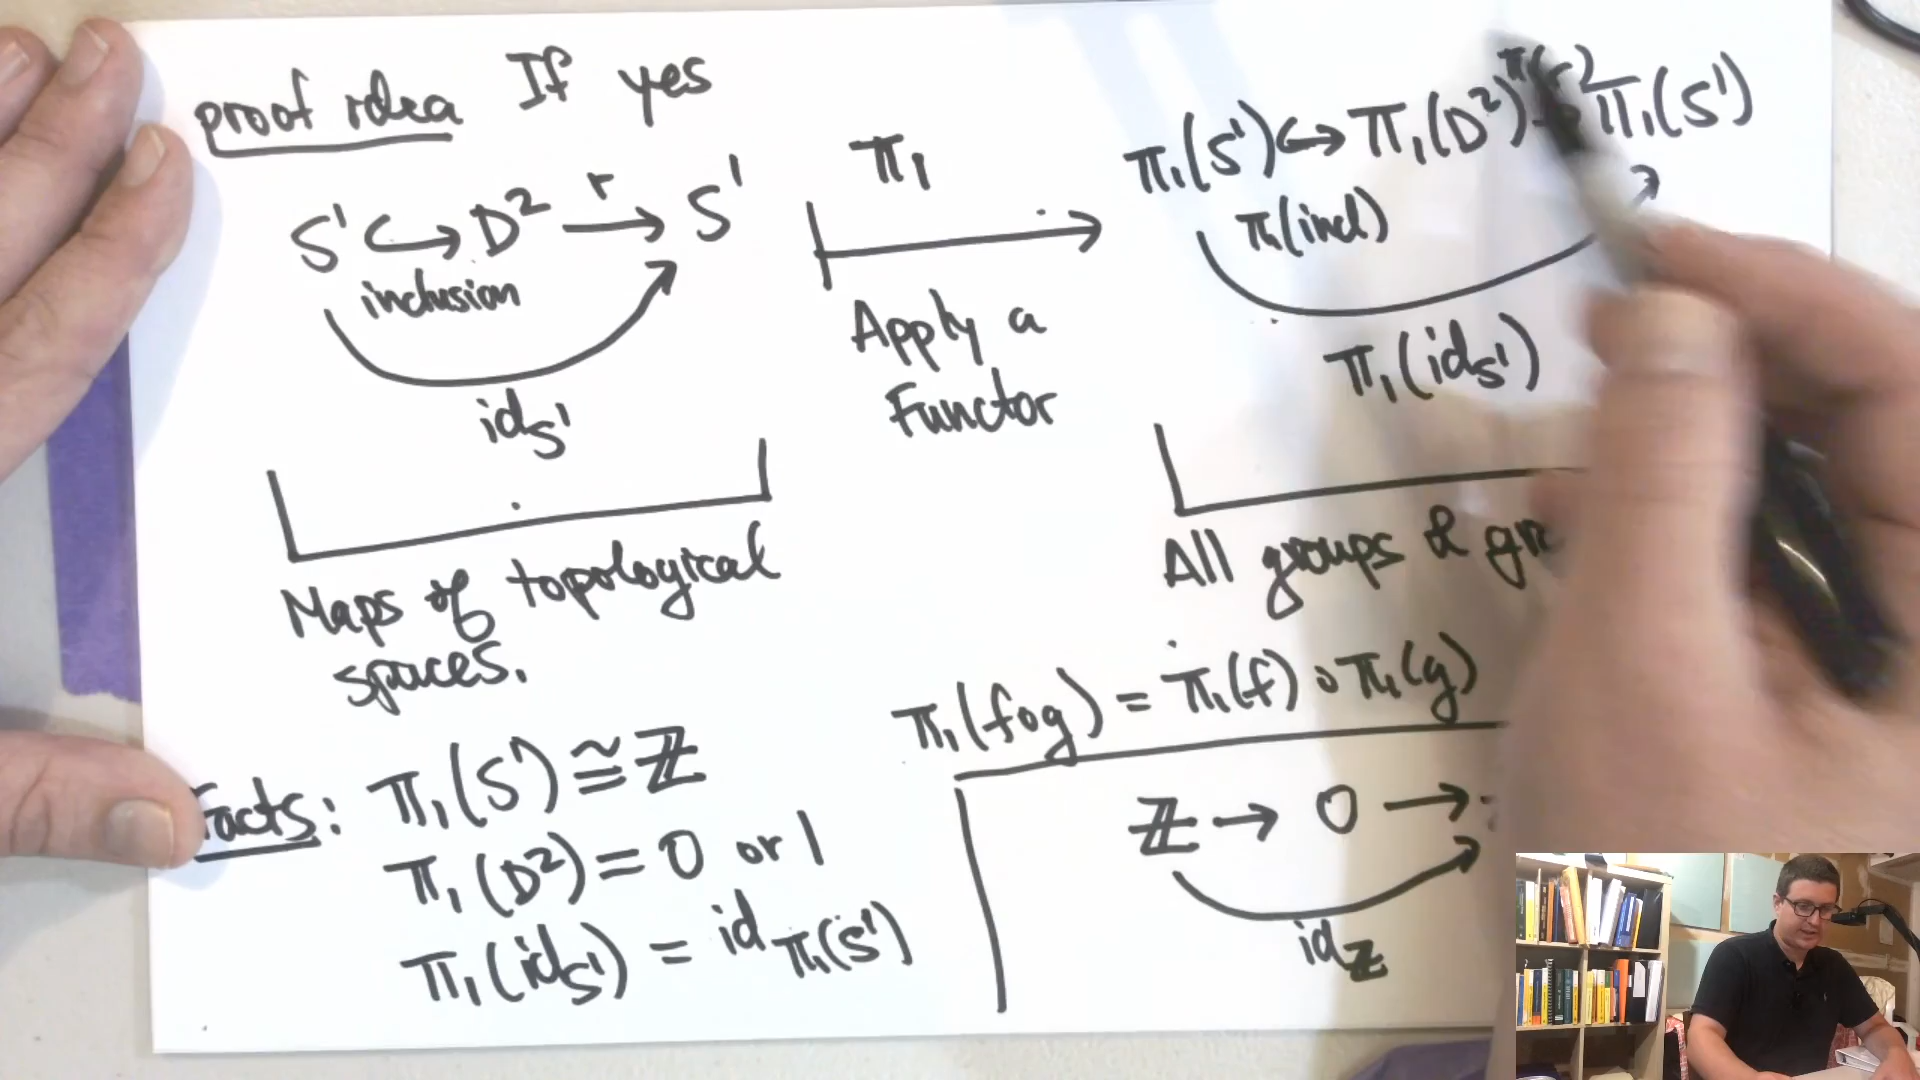 proof idea If yes
S¹ ↪ D² —r→ S¹
inclusion
id_S¹
Maps of topological
spaces.
π₁
Apply a
Functor
π₁(S¹) ↪ π₁(D²) π₁(S¹)
π₁(incl)
π₁(id_S¹)
All groups &
π₁(f∘g) = π₁(f) ∘ π₁(g)
Facts: π₁(S¹) ≅ ℤ
π₁(D²) = 0 or 1
π₁(id_S¹) = id_π₁(S¹)
ℤ → 0 →
id_ℤ